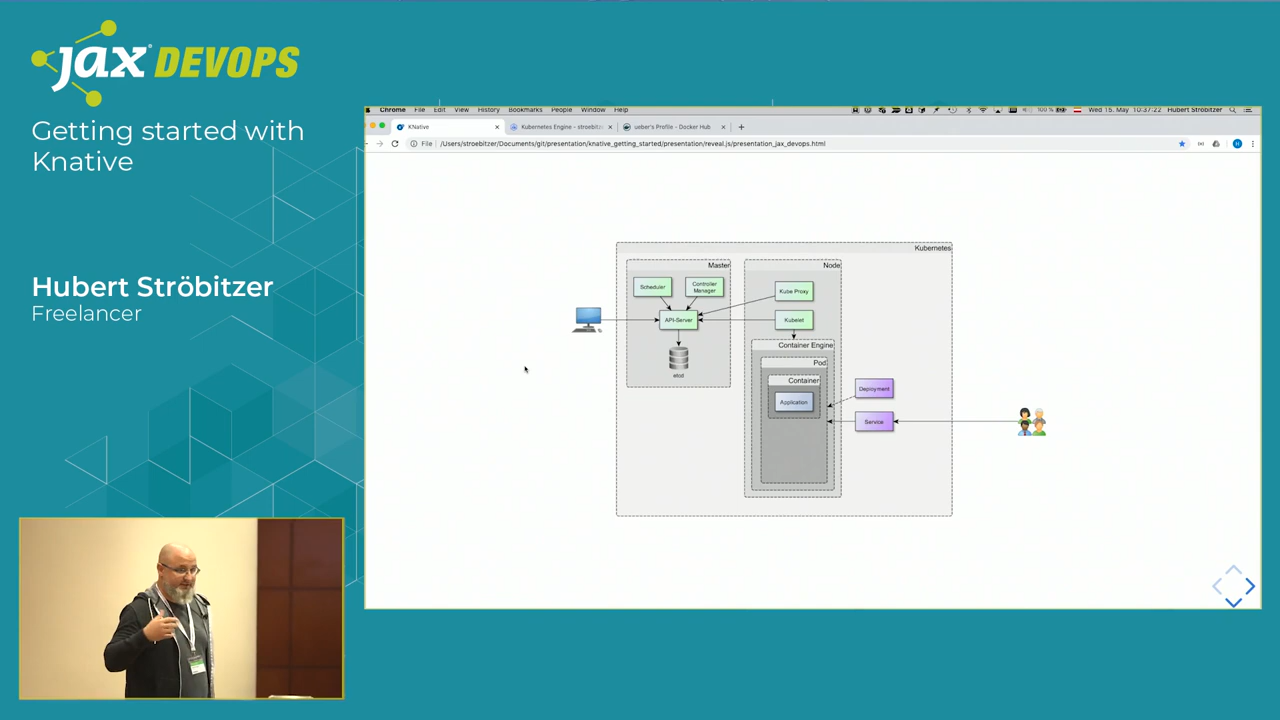 jax DEVOPS
Getting started with
Knative
Hubert Ströbitzer
Freelancer
Chrome File Edit View History Bookmarks People Window Help
100 % Wed 15. May 10:37:22 Hubert Ströbitzer
KNative
Kubernetes Engine - stroebitz
ueber's Profile - Docker Hub
File /Users/stroebitzer/Documents/git/presentation/knative_getting_started/presentation/reveal.js/presentation_jax_devops.html
Kubernetes
Master
Node
Scheduler
Controller
Manager
Kube Proxy
API-Server
Kubelet
etcd
Container Engine
Pod
Container
Application
Deployment
Service